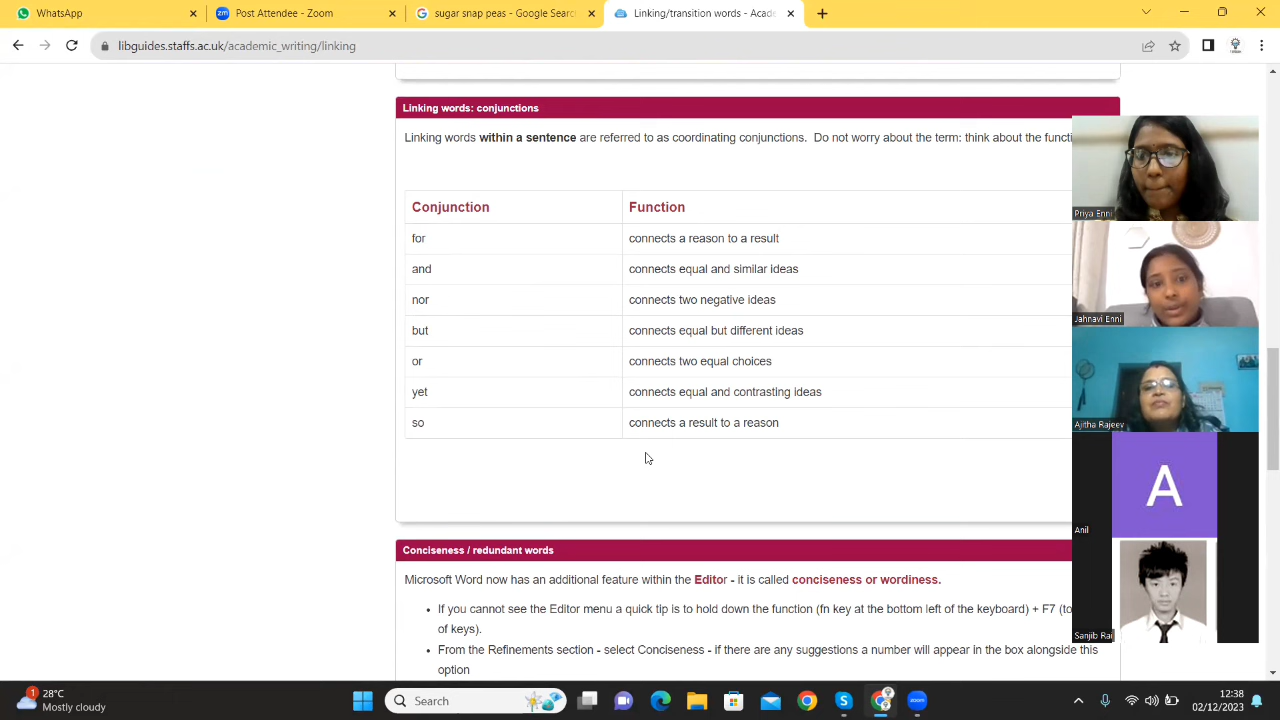 WhatsApp
zm Post Attendee - Zoom
sugar snap peas - Google Search
Linking/transition words - Acade
libguides.staffs.ac.uk/academic_writing/linking
Linking words: conjunctions
Linking words within a sentence are referred to as coordinating conjunctions. Do not worry about the term: think about the functi
Conjunction Function
for connects a reason to a result
and connects equal and similar ideas
nor connects two negative ideas
but connects equal but different ideas
or connects two equal choices
yet connects equal and contrasting ideas
so connects a result to a reason
Conciseness / redundant words
Microsoft Word now has an additional feature within the Editor - it is called conciseness or wordiness.
If you cannot see the Editor menu a quick tip is to hold down the function (fn key at the bottom left of the keyboard) + F7 (to
of keys).
From the Refinements section - select Conciseness - if there are any suggestions a number will appear in the box alongside this
option
Priya Enni
Jahnavi Enni
Ajitha Rajeev
A
Anil
Sanjib Rai
1
28°C
Mostly cloudy
Search
zoom
12:38
02/12/2023